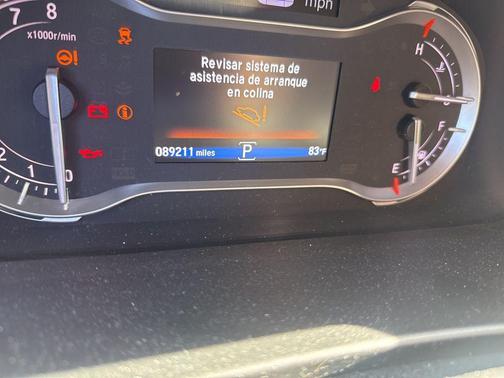 mph
7 8
x1000r/min
Revisar sistema de
asistencia de arranque
en colina
H
C
F
2 1 0
089211 miles P 83°F
E